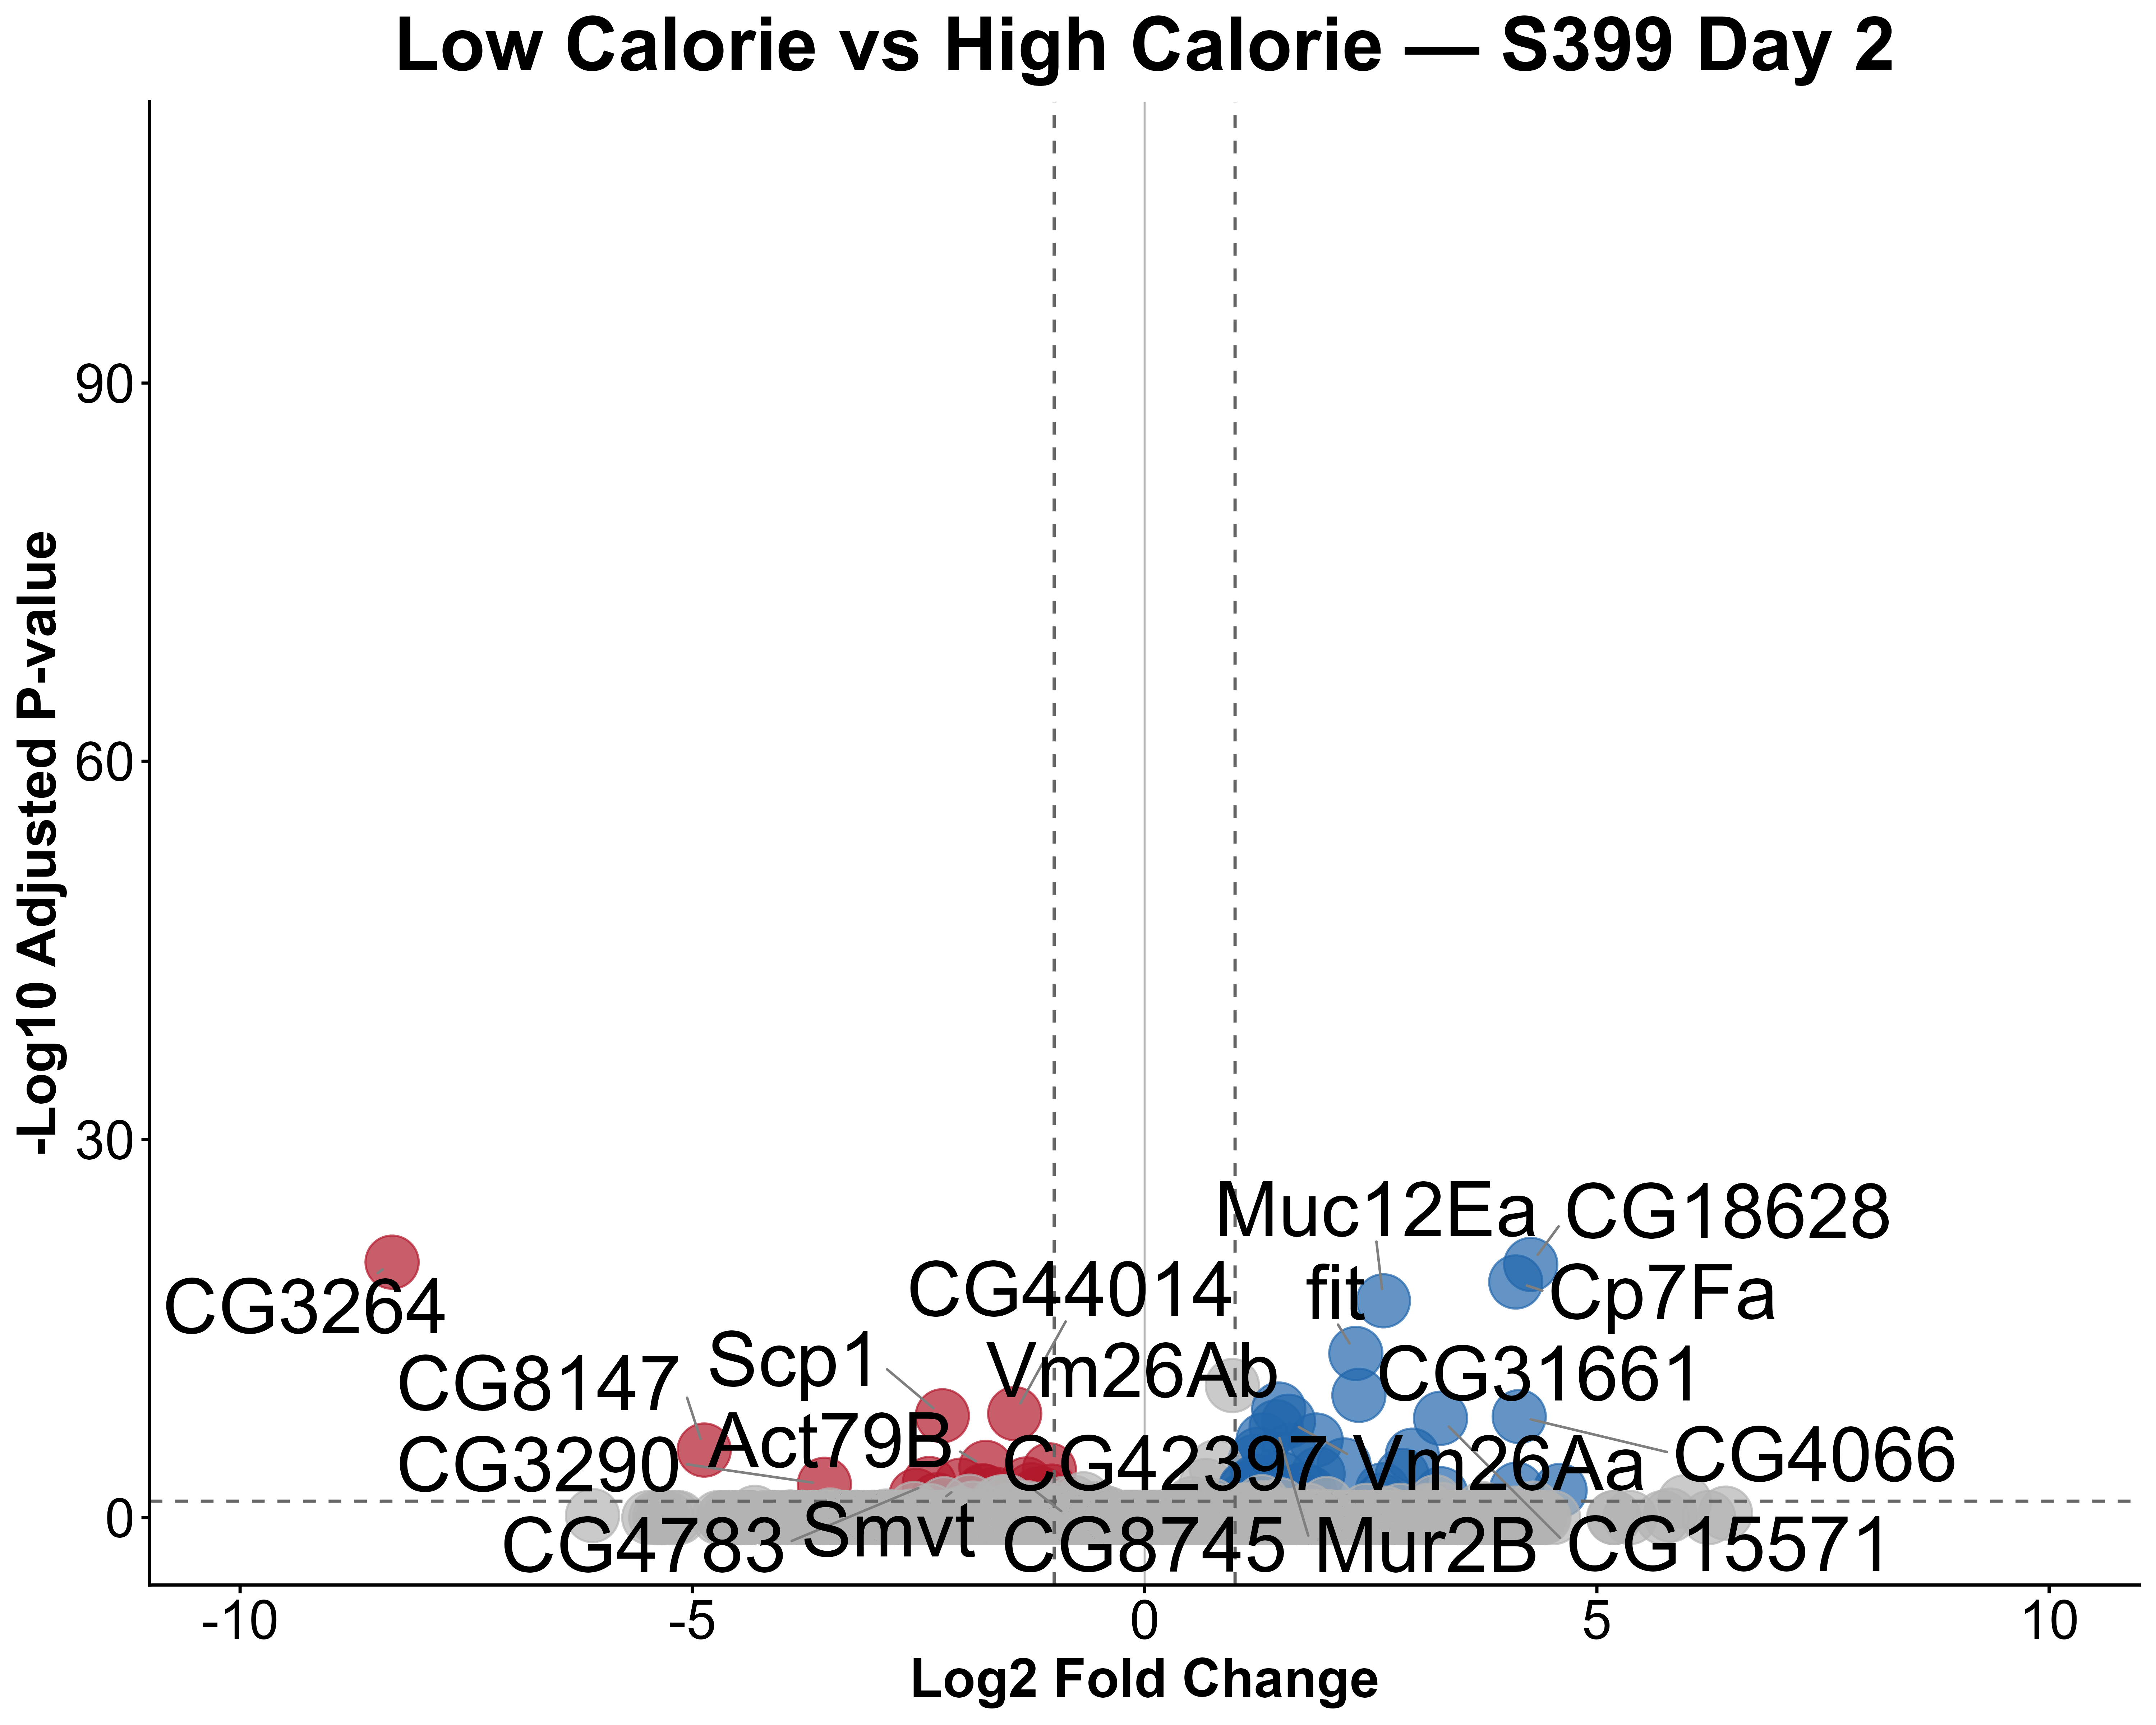 Low Calorie vs High Calorie — S399 Day 2
-Log10 Adjusted P-value
90
60
30
0
Muc12Ea
CG18628
CG3264
CG44014
fit
Cp7Fa
CG8147
Scp1
Vm26Ab
CG31661
CG3290
Act79B
CG42397
Vm26Aa
CG4066
CG4783
Smvt
CG8745
Mur2B
CG15571
-10
-5
0
5
10
Log2 Fold Change